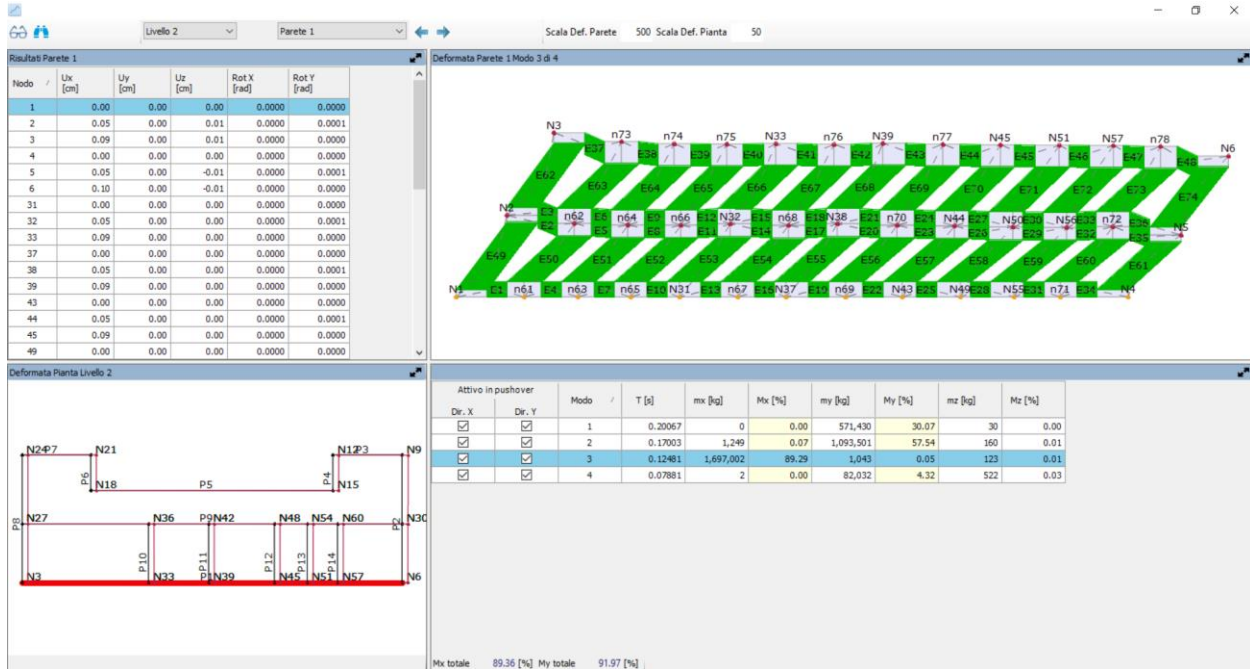 Livello 2 Parete 1 Scala Def. Parete 500 Scala Def. Pianta 50
Risultati Parete 1
Nodo / Ux [cm] Uy [cm] Uz [cm] Rot X [rad] Rot Y [rad]
1 0.00 0.00 0.00 0.0000 0.0000
2 0.05 0.00 0.01 0.0000 0.0001
3 0.09 0.00 0.01 0.0000 0.0000
4 0.00 0.00 0.00 0.0000 0.0000
5 0.05 0.00 -0.01 0.0000 0.0001
6 0.10 0.00 -0.01 0.0000 0.0000
31 0.00 0.00 0.00 0.0000 0.0000
32 0.05 0.00 0.00 0.0000 0.0001
33 0.09 0.00 0.00 0.0000 0.0000
37 0.00 0.00 0.00 0.0000 0.0000
38 0.05 0.00 0.00 0.0000 0.0001
39 0.09 0.00 0.00 0.0000 0.0000
43 0.00 0.00 0.00 0.0000 0.0000
44 0.05 0.00 0.00 0.0000 0.0001
45 0.09 0.00 0.00 0.0000 0.0000
49 0.00 0.00 0.00 0.0000 0.0000
Deformata Parete 1 Modo 3 di 4
N3 n73 n74 n75 N33 n76 N39 n77 N45 N51 N57 n78 N6
E37 E38 E39 E40 E41 E42 E43 E44 E45 E46 E47 E48
E62 E63 E64 E65 E66 E67 E68 E69 E70 E71 E72 E73 E74
N2 E3 n62 E6 n64 E9 n66 E12 N32 E15 n68 E18 N38 E21 n70 E24 N44 E27 N50 E30 N56 E33 n72 E36 N5
E2 E5 E8 E11 E14 E17 E20 E23 E26 E29 E32 E35
E49 E50 E51 E52 E53 E54 E55 E56 E57 E58 E59 E60 E61
N1 E1 n61 E4 n63 E7 n65 E10 N31 E13 n67 E16 N37 E19 n69 E22 N43 E25 N49 E28 N55 E31 n71 E34 N4
Deformata Pianta Livello 2
N24 P7 N21 N12 P3 N9
P6 N18 P5 P4 N15
P8 N27 N36 P9 N42 N48 N54 N60 P2 N30
P10 P11 P12 P13 P14
N3 N33 P1 N39 N45 N51 N57 N6
Attivo in pushover
Dir. X Dir. Y Modo / T [s] mx [kg] Mx [%] my [kg] My [%] mz [kg] Mz [%]
1 0.20067 0 0.00 571,430 30.07 30 0.00
2 0.17003 1,249 0.07 1,093,501 57.54 160 0.01
3 0.12481 1,697,002 89.29 1,043 0.05 123 0.01
4 0.07881 2 0.00 82,032 4.32 522 0.03
Mx totale 89.36 [%] My totale 91.97 [%]